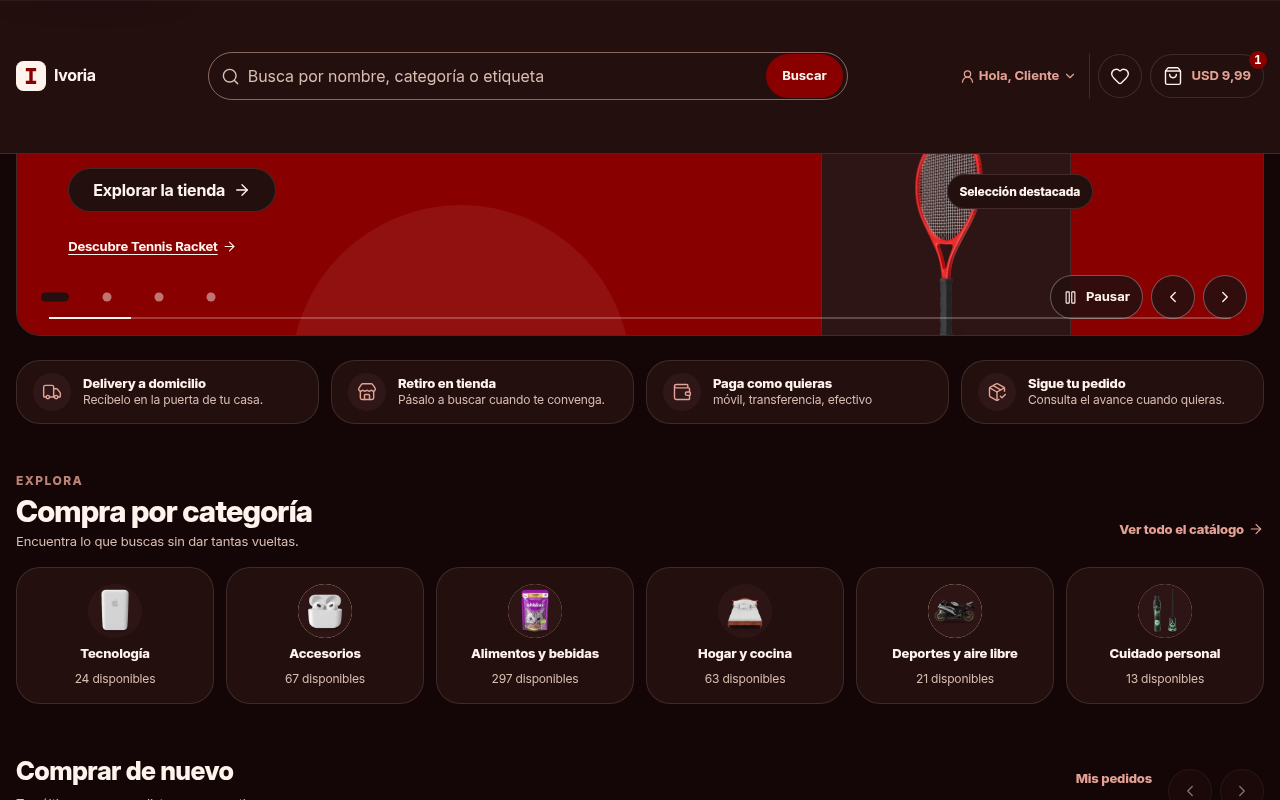 I Ivoria
Busca por nombre, categoría o etiqueta
Buscar
Hola, Cliente
USD 9,99
1
Explorar la tienda
Selección destacada
Descubre Tennis Racket
Pausar
Delivery a domicilio
Recíbelo en la puerta de tu casa.
Retiro en tienda
Pásalo a buscar cuando te convenga.
Paga como quieras
móvil, transferencia, efectivo
Sigue tu pedido
Consulta el avance cuando quieras.
EXPLORA
Compra por categoría
Encuentra lo que buscas sin dar tantas vueltas.
Ver todo el catálogo
Tecnología
24 disponibles
Accesorios
67 disponibles
Alimentos y bebidas
297 disponibles
Hogar y cocina
63 disponibles
Deportes y aire libre
21 disponibles
Cuidado personal
13 disponibles
Comprar de nuevo
Mis pedidos